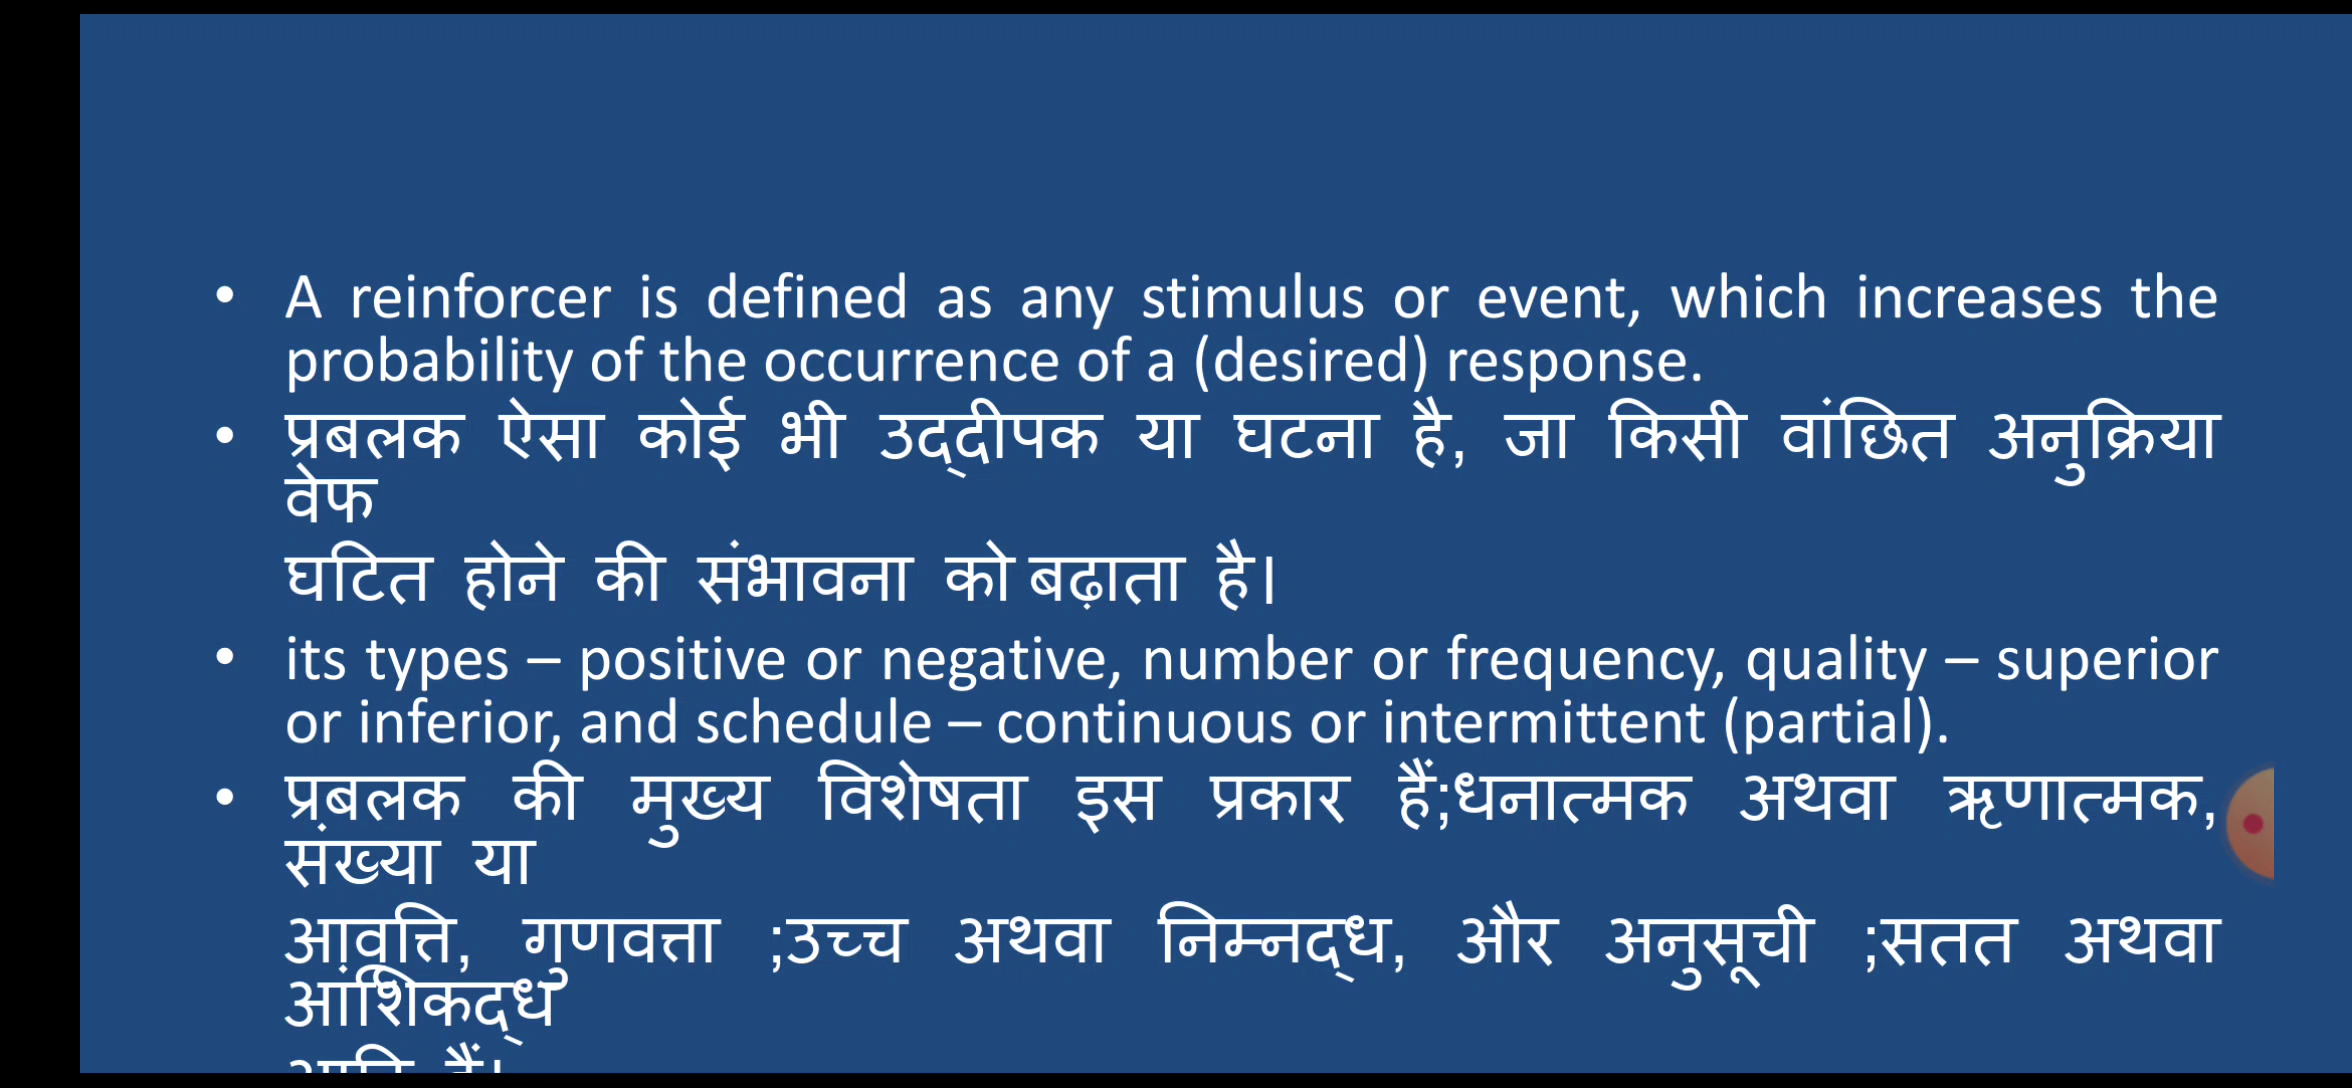 • A reinforcer is defined as any stimulus or event, which increases the
probability of the occurrence of a (desired) response.
• प्रबलक ऐसा कोई भी उद्दीपक या घटना है, जा किसी वांछित अनुक्रिया
वेफ
घटित होने की संभावना को बढ़ाता है।
• its types – positive or negative, number or frequency, quality – superior
or inferior, and schedule – continuous or intermittent (partial).
• प्रबलक की मुख्य विशेषता इस प्रकार हैं;धनात्मक अथवा ऋणात्मक,
संख्या या
आवृत्ति, गुणवत्ता ;उच्च अथवा निम्नद्ध, और अनुसूची ;सतत अथवा
आंशिकद्ध
हैं।